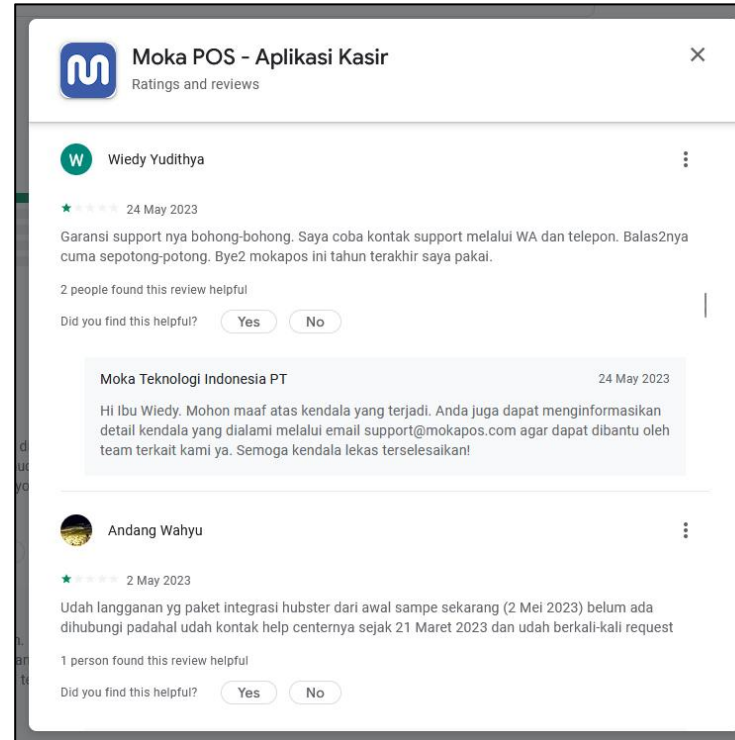 Moka POS - Aplikasi Kasir
Ratings and reviews
W
Wiedy Yudithya
24 May 2023
Garansi support nya bohong-bohong. Saya coba kontak support melalui WA dan telepon. Balas2nya
cuma sepotong-potong. Bye2 mokapos ini tahun terakhir saya pakai.
2 people found this review helpful
Did you find this helpful?
Yes
No
Moka Teknologi Indonesia PT
24 May 2023
Hi Ibu Wiedy. Mohon maaf atas kendala yang terjadi. Anda juga dapat menginformasikan
detail kendala yang dialami melalui email support@mokapos.com agar dapat dibantu oleh
team terkait kami ya. Semoga kendala lekas terselesaikan!
Andang Wahyu
2 May 2023
Udah langganan yg paket integrasi hubster dari awal sampe sekarang (2 Mei 2023) belum ada
dihubungi padahal udah kontak help centernya sejak 21 Maret 2023 dan udah berkali-kali request
1 person found this review helpful
Did you find this helpful?
Yes
No